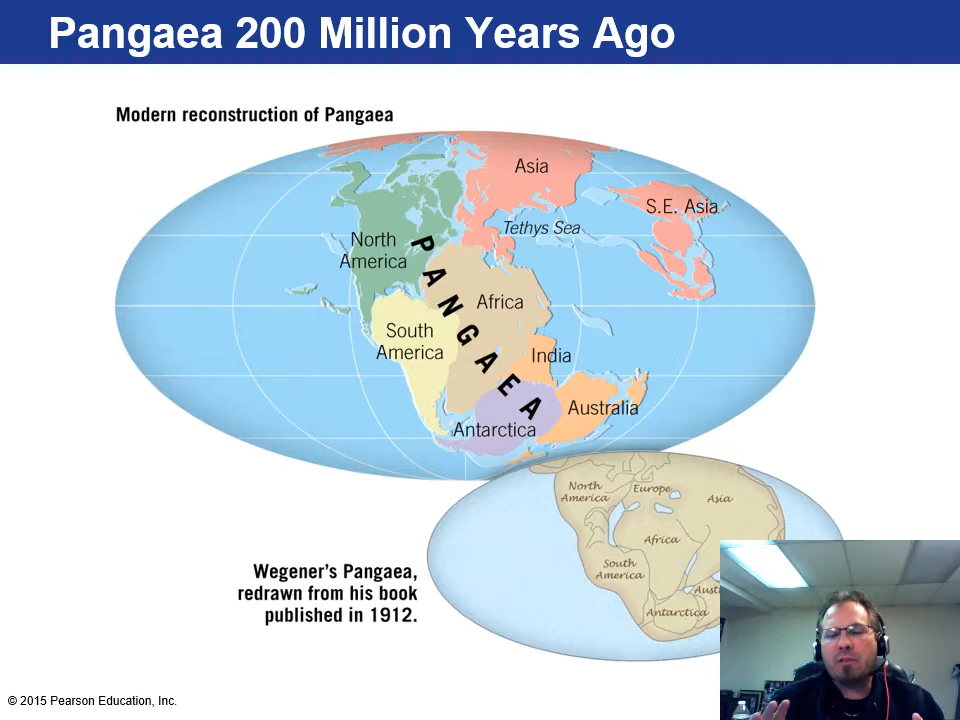 Pangaea 200 Million Years Ago
Modern reconstruction of Pangaea
Asia
S.E. Asia
Tethys Sea
North
America
PANGAEA
Africa
South
America
India
Australia
Antarctica
North
America
Europe
Asia
Africa
South
America
Antarctica
Wegener's Pangaea,
redrawn from his book
published in 1912.
© 2015 Pearson Education, Inc.